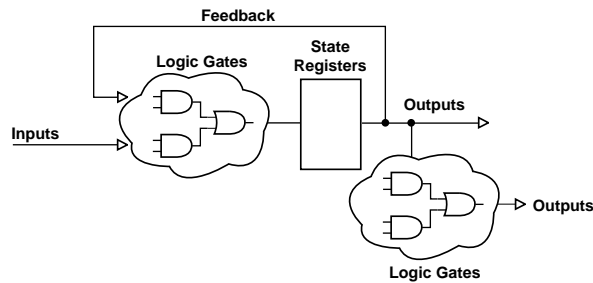 Feedback
State
Registers
Logic Gates
Outputs
Inputs
Outputs
Logic Gates